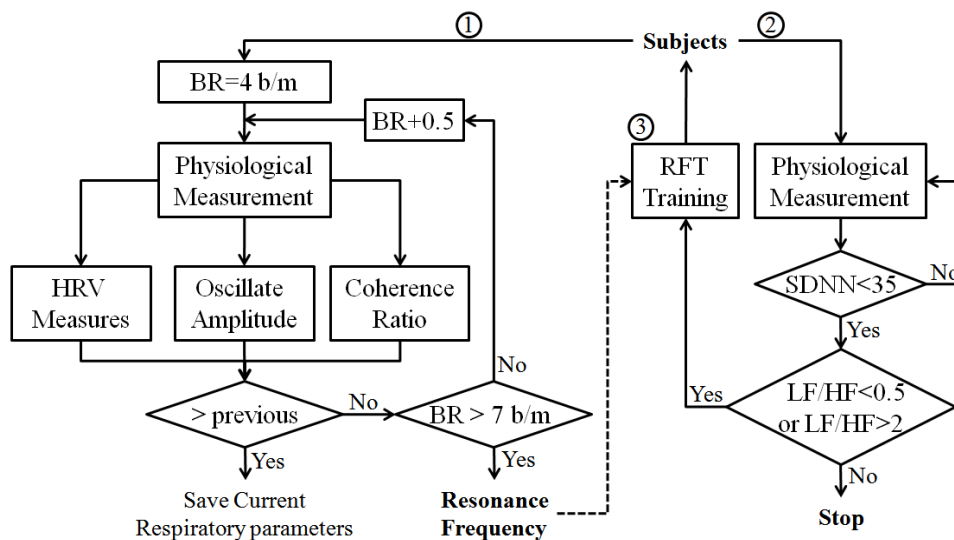 ①
Subjects
②
BR=4 b/m
BR+0.5
③
Physiological
Measurement
RFT
Training
Physiological
Measurement
HRV
Measures
Oscillate
Amplitude
Coherence
Ratio
SDNN<35
No
Yes
> previous
No
No
BR > 7 b/m
Yes
LF/HF<0.5
or LF/HF>2
Yes
Save Current
Respiratory parameters
Yes
Resonance
Frequency
No
Stop